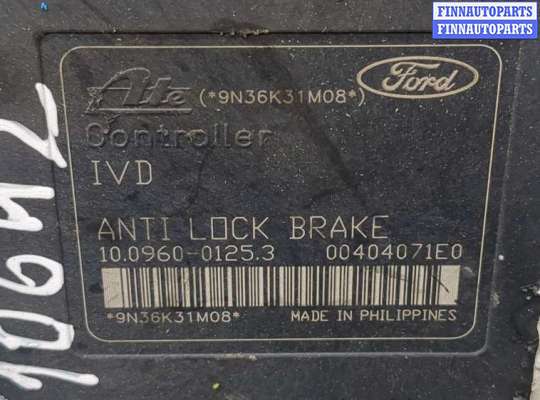 FINNAUTOPARTS
FINNAUTOPARTS
Ate (*9N36K31M08*) Ford
Controller
IVD
ANTI LOCK BRAKE
10.0960-0125.3 00404071E0
*9N36K31M08* MADE IN PHILIPPINES